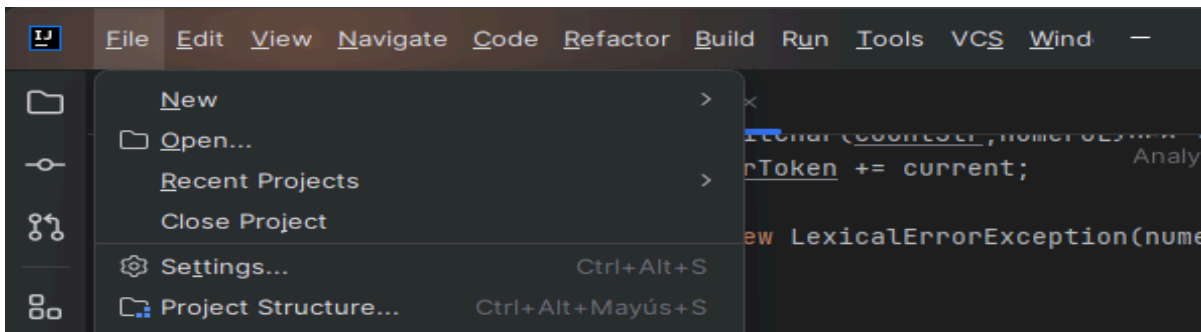 IJ File Edit View Navigate Code Refactor Build Run Tools VCS Wind
New
Open...
rToken += current; Analy
Recent Projects
Close Project
ew LexicalErrorException(nume
Settings... Ctrl+Alt+S
Project Structure... Ctrl+Alt+Mayús+S